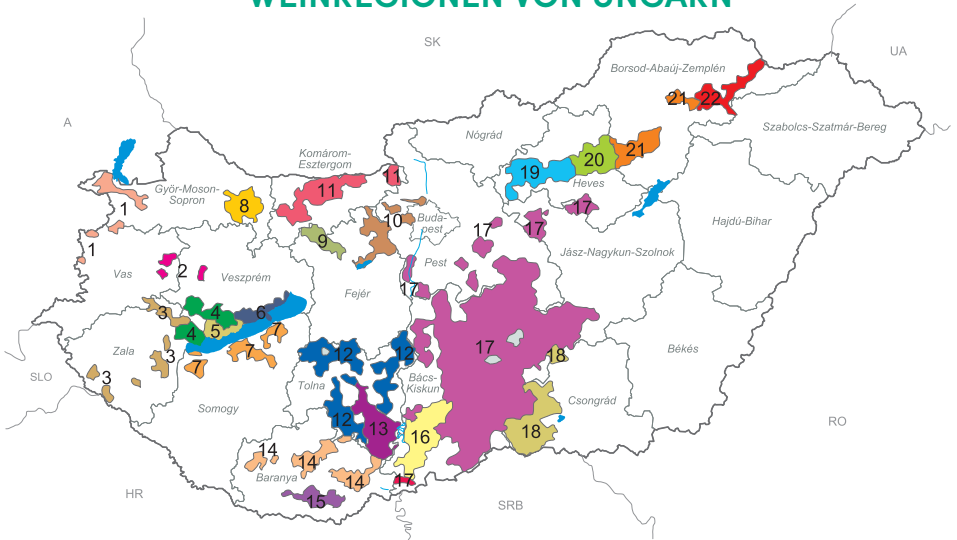 WEINREGIONEN VON UNGARN
SK
UA
A
SLO
HR
SRB
RO
Borsod-Abaúj-Zemplén
Szabolcs-Szatmár-Bereg
Nógrád
Komárom-
Esztergom
Györ-Moson-
Sopron
Heves
Hajdú-Bihar
Buda-
pest
Pest
Jász-Nagykun-Szolnok
Vas
Veszprém
Fejér
Zala
Békés
Tolna
Bács-
Kiskun
Csongrád
Somogy
Baranya
21
22
21
20
19
11
11
1
8
10
17
17
17
9
1
2
17
3
4
6
4
5
7
3
7
7
3
12
12
17
18
12
13
16
18
14
14
14
15
17